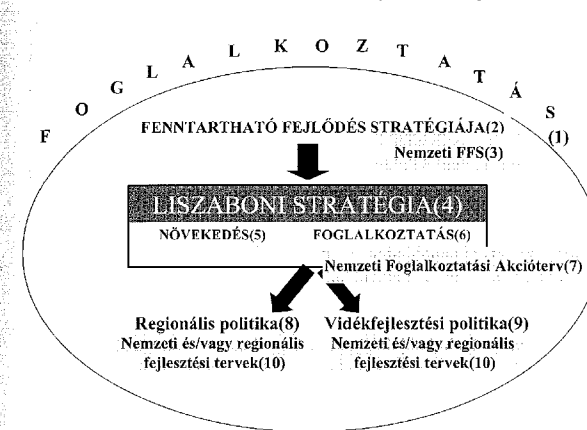 FOGLALKOZTATÁS
(1)
FENNTARTHATÓ FEJLŐDÉS STRATÉGIÁJA(2)
Nemzeti FFS(3)
LISZABONI STRATÉGIA(4)
NÖVEKEDÉS(5) FOGLALKOZTATÁS(6)
Nemzeti Foglalkoztatási Akcióterv(7)
Regionális politika(8) Vidékfejlesztési politika(9)
Nemzeti és/vagy regionális Nemzeti és/vagy regionális
fejlesztési tervek(10) fejlesztési tervek(10)